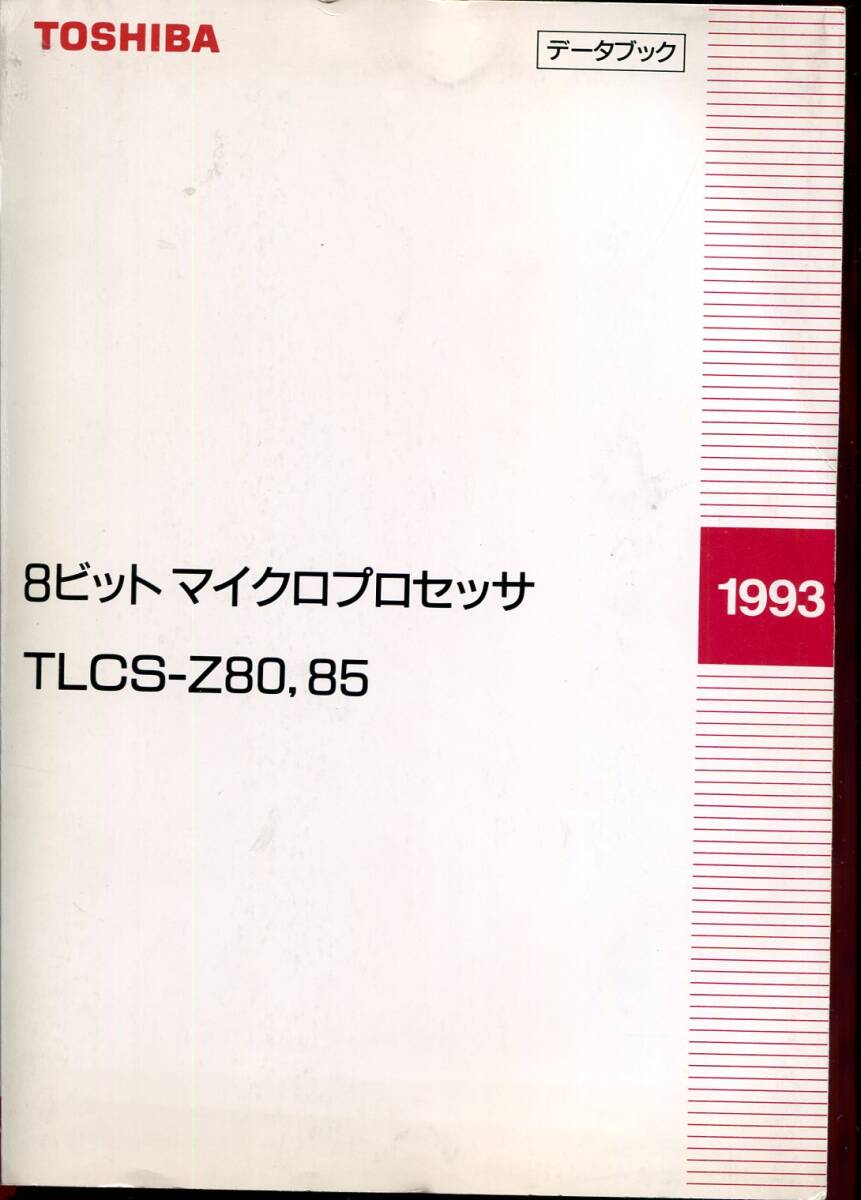 TOSHIBA
データブック
8ビット マイクロプロセッサ
1993
TLCS-Z80, 85